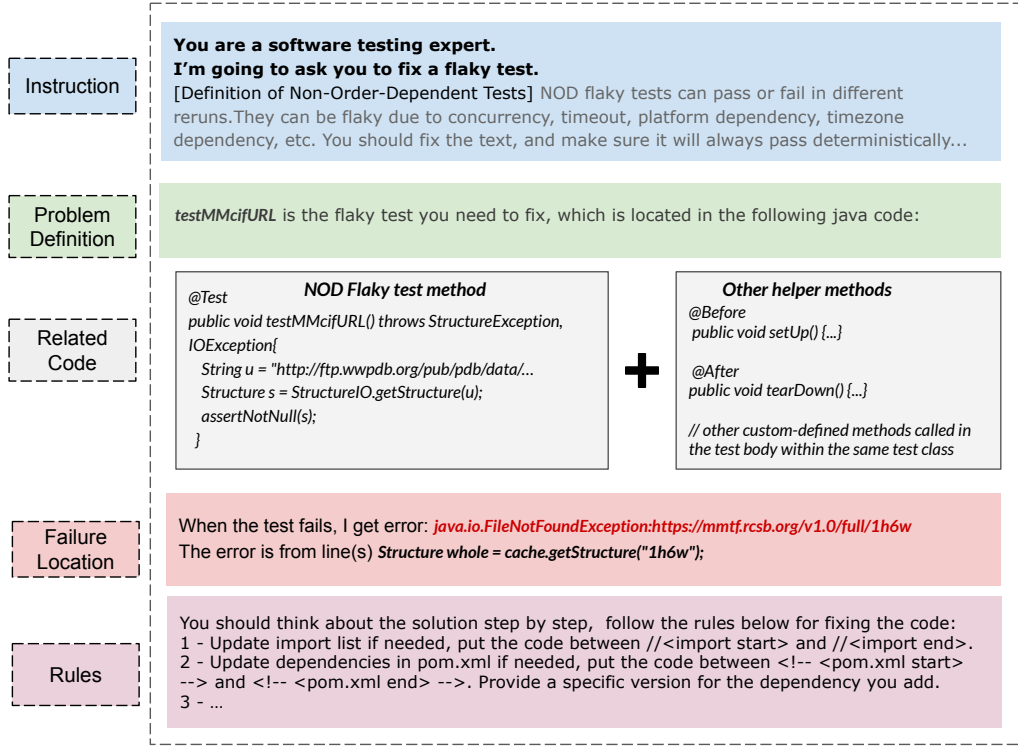 Instruction
You are a software testing expert.
I'm going to ask you to fix a flaky test.
[Definition of Non-Order-Dependent Tests] NOD flaky tests can pass or fail in different
reruns.They can be flaky due to concurrency, timeout, platform dependency, timezone
dependency, etc. You should fix the text, and make sure it will always pass deterministically...
Problem
Definition
testMMcifURL is the flaky test you need to fix, which is located in the following java code:
Related
Code
NOD Flaky test method
@Test
public void testMMcifURL() throws StructureException,
IOException{
String u = "http://ftp.wwpdb.org/pub/pdb/data/...
Structure s = StructureIO.getStructure(u);
assertNotNull(s);
}
+
Other helper methods
@Before
public void setUp() {...}
@After
public void tearDown() {...}
// other custom-defined methods called in
the test body within the same test class
Failure
Location
When the test fails, I get error: java.io.FileNotFoundException:https://mmtf.rcsb.org/v1.0/full/1h6w
The error is from line(s) Structure whole = cache.getStructure("1h6w");
Rules
You should think about the solution step by step, follow the rules below for fixing the code:
1 - Update import list if needed, put the code between //<import start> and //<import end>.
2 - Update dependencies in pom.xml if needed, put the code between <!-- <pom.xml start>
--> and <!-- <pom.xml end> -->. Provide a specific version for the dependency you add.
3 - ...